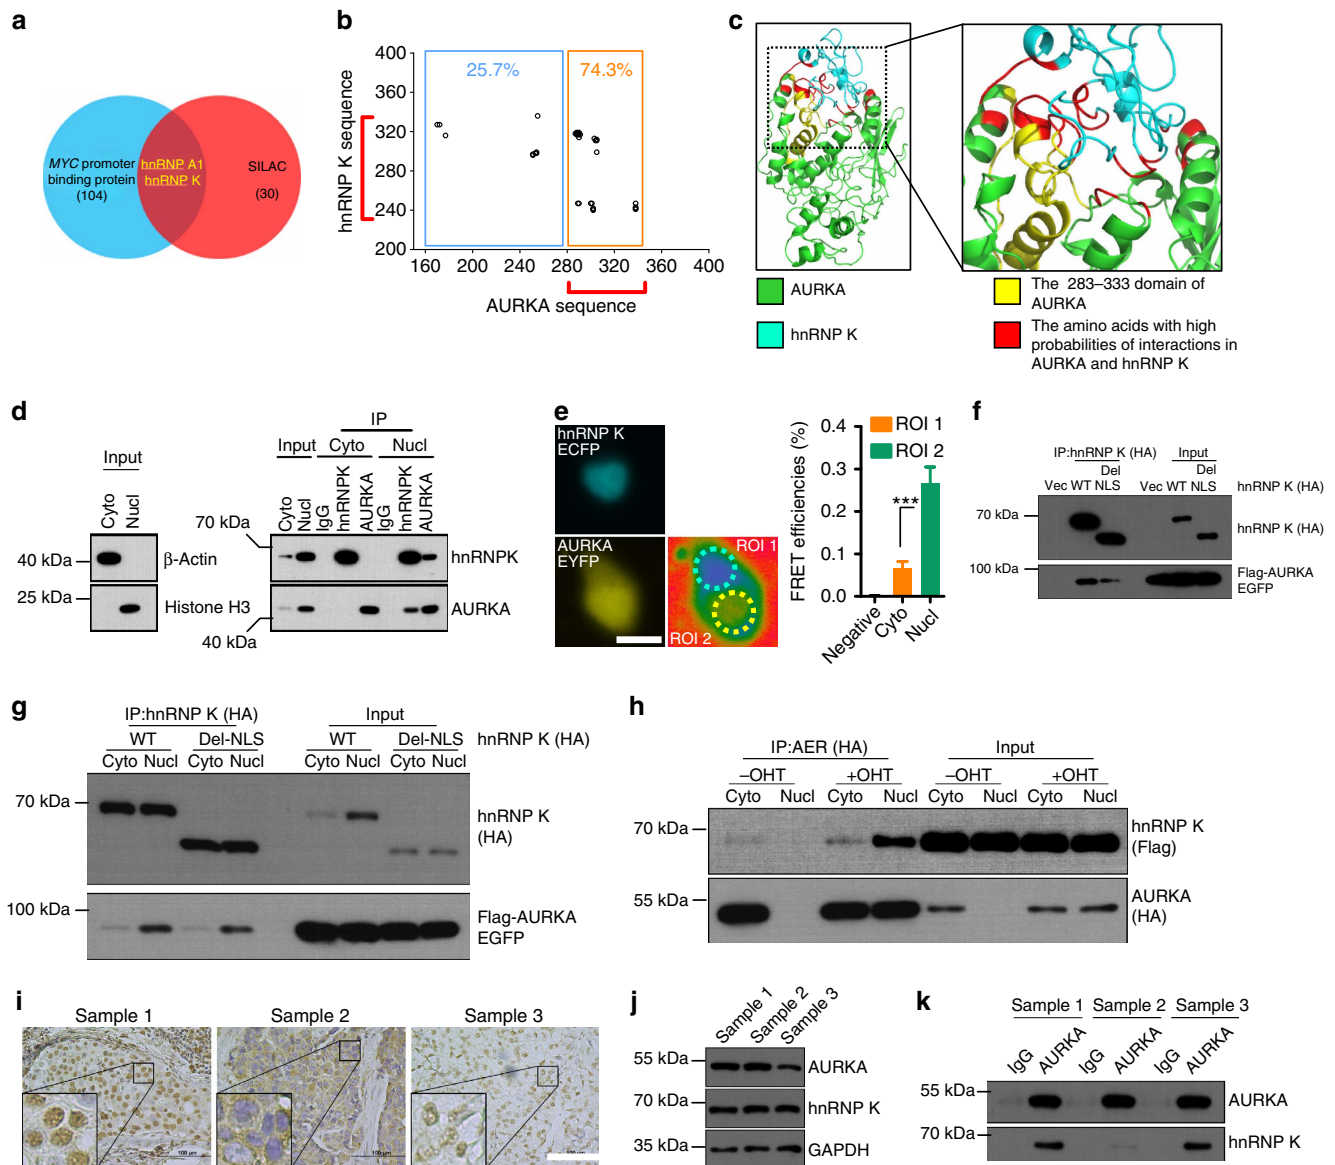 a
MYC promoter
binding protein
(104)
hnRNP A1
hnRNP K
SILAC
(30)
b
hnRNP K sequence
400
360
320
280
240
200
25.7%
74.3%
160
200
240
280
320
360
400
AURKA sequence
c
AURKA
hnRNP K
The 283–333 domain of
AURKA
The amino acids with high
probabilities of interactions in
AURKA and hnRNP K
d
Input
Cyto
Nucl
40 kDa
β-Actin
25 kDa
Histone H3
IP
Input
Cyto
Nucl
Cyto
Nucl
IgG
hnRNPK
AURKA
IgG
hnRNPK
AURKA
70 kDa
hnRNPK
AURKA
40 kDa
e
hnRNP K
ECFP
AURKA
EYFP
ROI 1
ROI 2
FRET efficiencies (%)
0.4
0.3
0.2
0.1
0.0
ROI 1
ROI 2
***
Negative
Cyto
Nucl
f
IP:hnRNP K (HA)
Input
Del
Del
Vec WT NLS
Vec WT NLS
hnRNP K (HA)
70 kDa
hnRNP K (HA)
100 kDa
Flag-AURKA
EGFP
g
IP:hnRNP K (HA)
Input
WT
Del-NLS
WT
Del-NLS
hnRNP K (HA)
Cyto Nucl
Cyto Nucl
Cyto Nucl
Cyto Nucl
70 kDa
hnRNP K
(HA)
100 kDa
Flag-AURKA
EGFP
h
IP:AER (HA)
Input
–OHT
+OHT
–OHT
+OHT
Cyto
Nucl
Cyto
Nucl
Cyto
Nucl
Cyto
Nucl
70 kDa
hnRNP K
(Flag)
55 kDa
AURKA
(HA)
i
Sample 1
Sample 2
Sample 3
100 μm
100 μm
j
Sample 1
Sample 2
Sample 3
55 kDa
AURKA
70 kDa
hnRNP K
35 kDa
GAPDH
k
Sample 1
Sample 2
Sample 3
IgG
AURKA
IgG
AURKA
IgG
AURKA
55 kDa
AURKA
70 kDa
hnRNP K